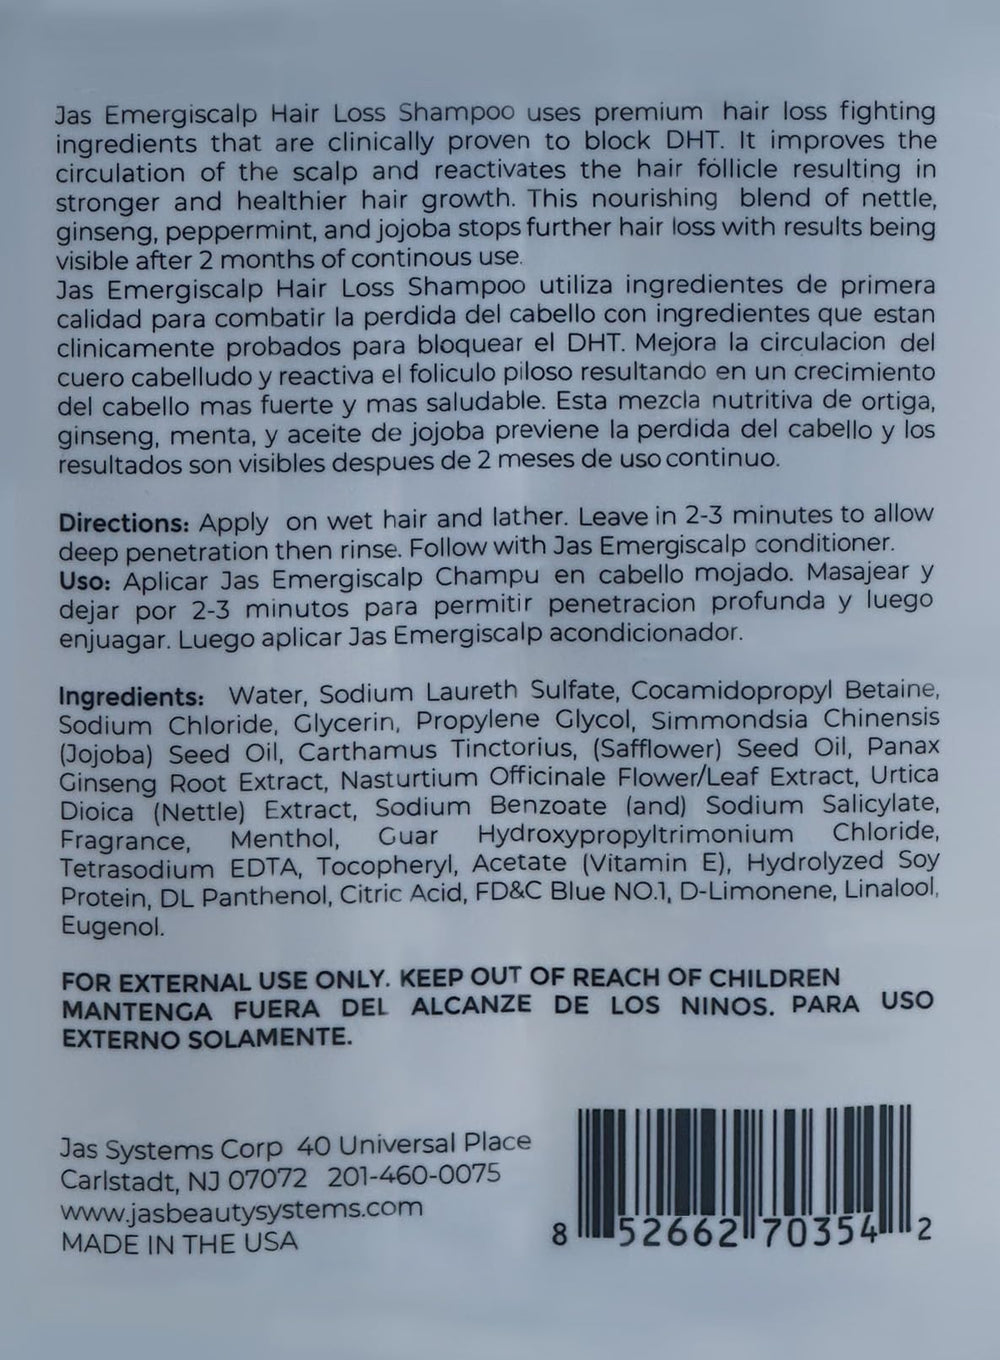 Jas Emergiscalp Hair Loss Shampoo uses premium hair loss fighting
ingredients that are clinically proven to block DHT. It improves the
circulation of the scalp and reactivates the hair follicle resulting in
stronger and healthier hair growth. This nourishing blend of nettle,
ginseng, peppermint, and jojoba stops further hair loss with results being
visible after 2 months of continous use.
Jas Emergiscalp Hair Loss Shampoo utiliza ingredientes de primera
calidad para combatir la perdida del cabello con ingredientes que estan
clinicamente probados para bloquear el DHT. Mejora la circulacion del
cuero cabelludo y reactiva el foliculo piloso resultando en un crecimiento
del cabello mas fuerte y mas saludable. Esta mezcla nutritiva de ortiga,
ginseng, menta, y aceite de jojoba previene la perdida del cabello y los
resultados son visibles despues de 2 meses de uso continuo.
Directions: Apply on wet hair and lather. Leave in 2-3 minutes to allow
deep penetration then rinse. Follow with Jas Emergiscalp conditioner.
Uso: Aplicar Jas Emergiscalp Champu en cabello mojado. Masajear y
dejar por 2-3 minutos para permitir penetracion profunda y luego
enjuagar. Luego aplicar Jas Emergiscalp acondicionador.
Ingredients: Water, Sodium Laureth Sulfate, Cocamidopropyl Betaine,
Sodium Chloride, Glycerin, Propylene Glycol, Simmondsia Chinensis
(Jojoba) Seed Oil, Carthamus Tinctorius, (Safflower) Seed Oil, Panax
Ginseng Root Extract, Nasturtium Officinale Flower/Leaf Extract, Urtica
Dioica (Nettle) Extract, Sodium Benzoate (and) Sodium Salicylate,
Fragrance, Menthol, Guar Hydroxypropyltrimonium Chloride,
Tetrasodium EDTA, Tocopheryl, Acetate (Vitamin E), Hydrolyzed Soy
Protein, DL Panthenol, Citric Acid, FD&C Blue NO.1, D-Limonene, Linalool,
Eugenol.
FOR EXTERNAL USE ONLY. KEEP OUT OF REACH OF CHILDREN
MANTENGA FUERA DEL ALCANZE DE LOS NINOS. PARA USO
EXTERNO SOLAMENTE.
Jas Systems Corp 40 Universal Place
Carlstadt, NJ 07072 201-460-0075
www.jasbeautysystems.com
MADE IN THE USA
8 52662 70354 2